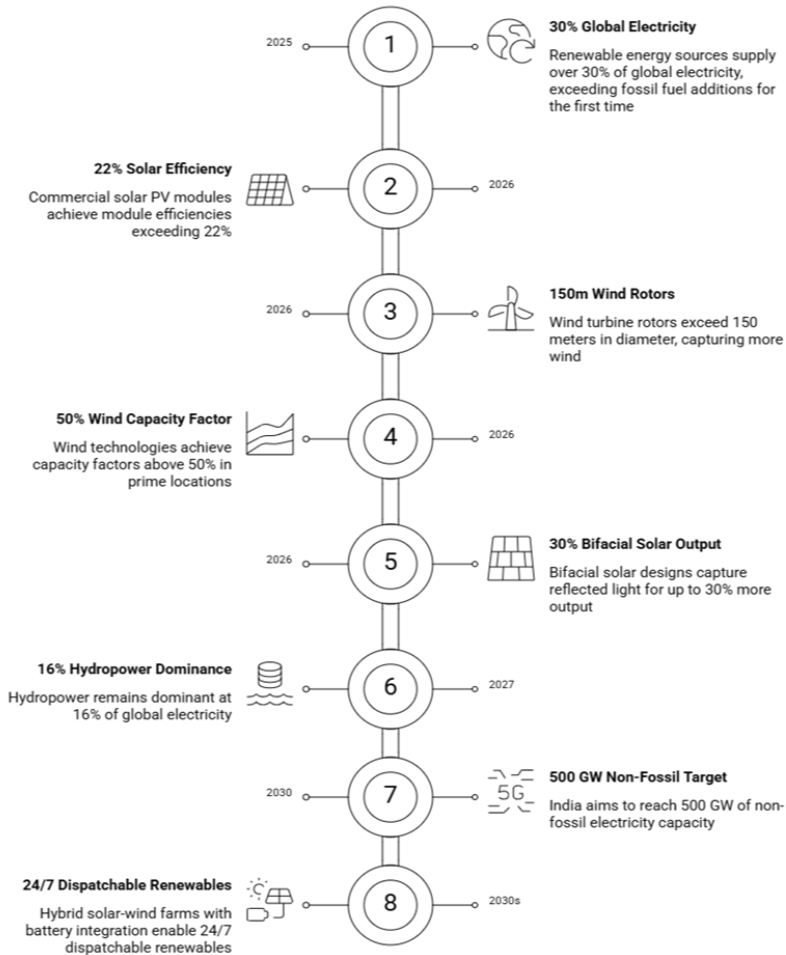 2025
1
30% Global Electricity
Renewable energy sources supply
over 30% of global electricity,
exceeding fossil fuel additions for
the first time
22% Solar Efficiency
Commercial solar PV modules
achieve module efficiencies
exceeding 22%
2
2026
2026
3
150m Wind Rotors
Wind turbine rotors exceed 150
meters in diameter, capturing more
wind
50% Wind Capacity Factor
Wind technologies achieve
capacity factors above 50% in
prime locations
4
2026
2026
5
30% Bifacial Solar Output
Bifacial solar designs capture
reflected light for up to 30% more
output
16% Hydropower Dominance
Hydropower remains dominant at
16% of global electricity
6
2027
2030
7
5G
500 GW Non-Fossil Target
India aims to reach 500 GW of non-
fossil electricity capacity
24/7 Dispatchable Renewables
Hybrid solar-wind farms with
battery integration enable 24/7
dispatchable renewables
8
2030s